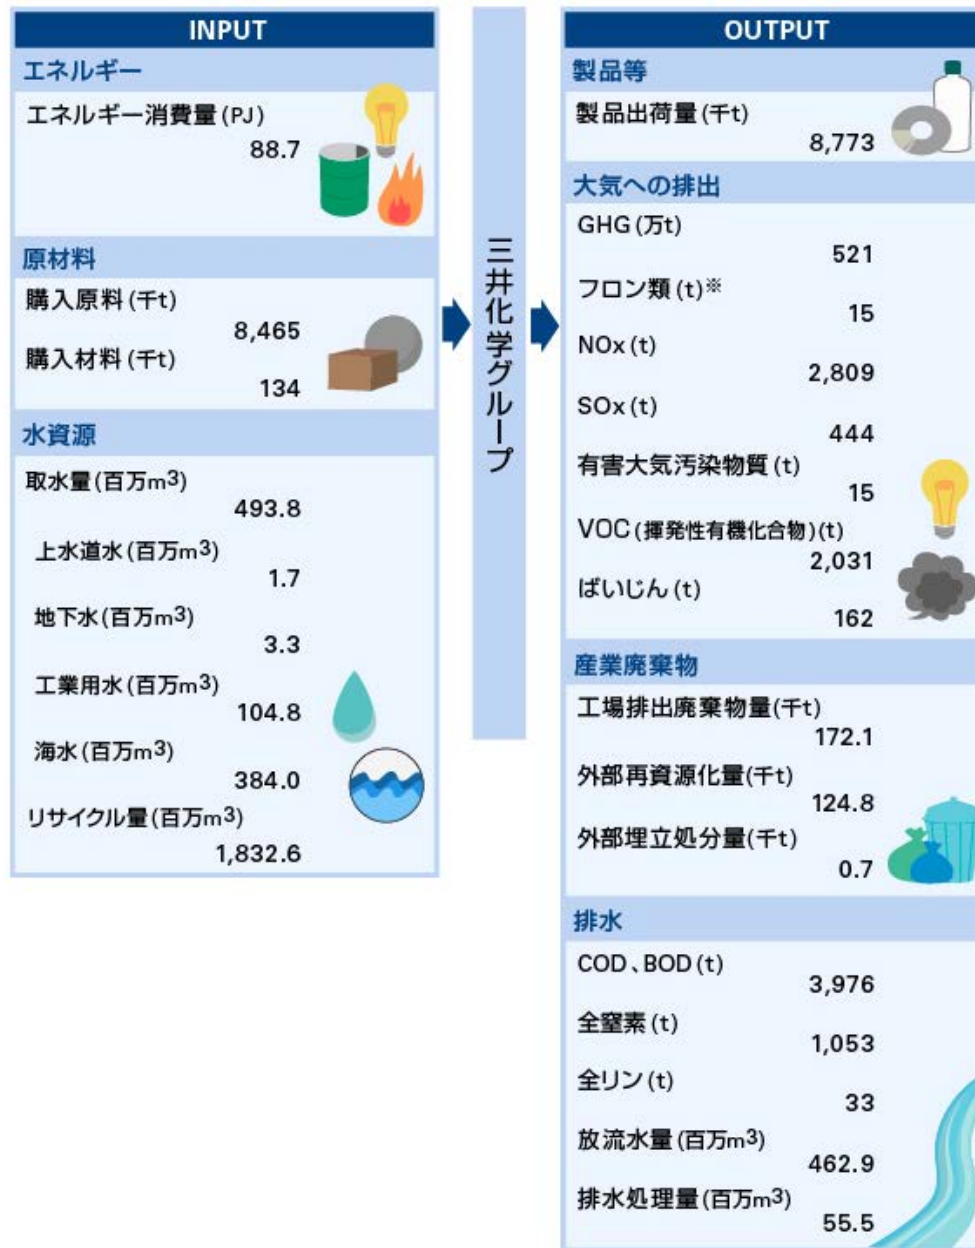 INPUT
エネルギー
エネルギー消費量(PJ)
88.7
原材料
購入原料(千t)
8,465
購入材料(千t)
134
水資源
取水量(百万m3)
493.8
上水道水(百万m3)
1.7
地下水(百万m3)
3.3
工業用水(百万m3)
104.8
海水(百万m3)
384.0
リサイクル量(百万m3)
1,832.6
三井化学グループ
OUTPUT
製品等
製品出荷量(千t)
8,773
大気への排出
GHG(万t)
521
フロン類(t)※
15
NOx(t)
2,809
SOx(t)
444
有害大気汚染物質(t)
15
VOC(揮発性有機化合物)(t)
2,031
ばいじん(t)
162
産業廃棄物
工場排出廃棄物量(千t)
172.1
外部再資源化量(千t)
124.8
外部埋立処分量(千t)
0.7
排水
COD、BOD(t)
3,976
全窒素(t)
1,053
全リン(t)
33
放流水量(百万m3)
462.9
排水処理量(百万m3)
55.5